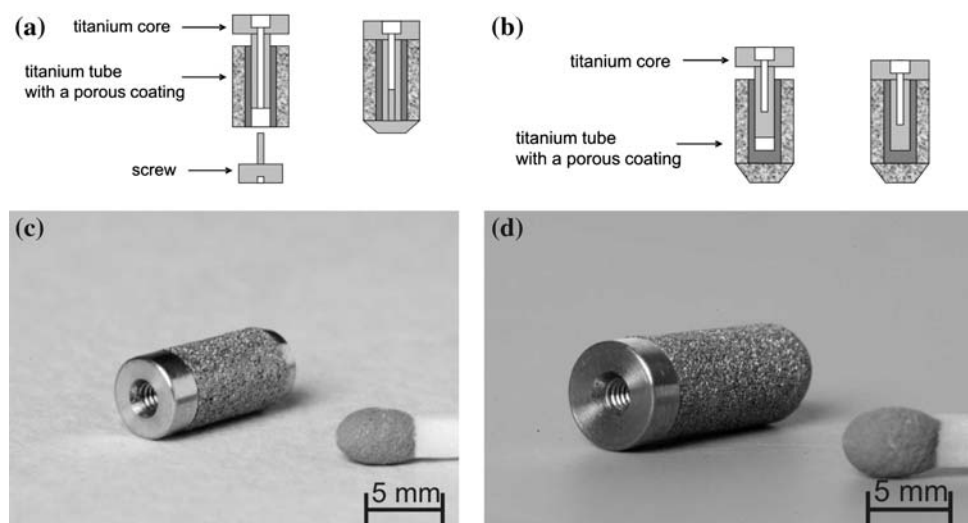 (a)
titanium core
titanium tube
with a porous coating
screw
(b)
titanium core
titanium tube
with a porous coating
(c)
5 mm
(d)
5 mm